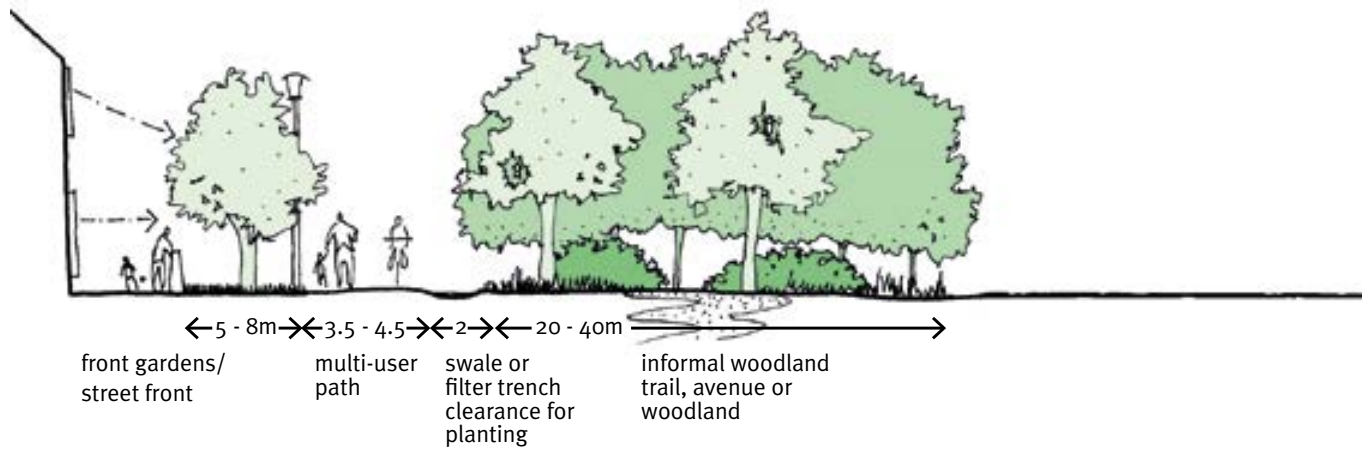 5 - 8m 3.5 - 4.5 2 20 - 40m
front gardens/
street front
multi-user
path
swale or
filter trench
clearance for
planting
informal woodland
trail, avenue or
woodland